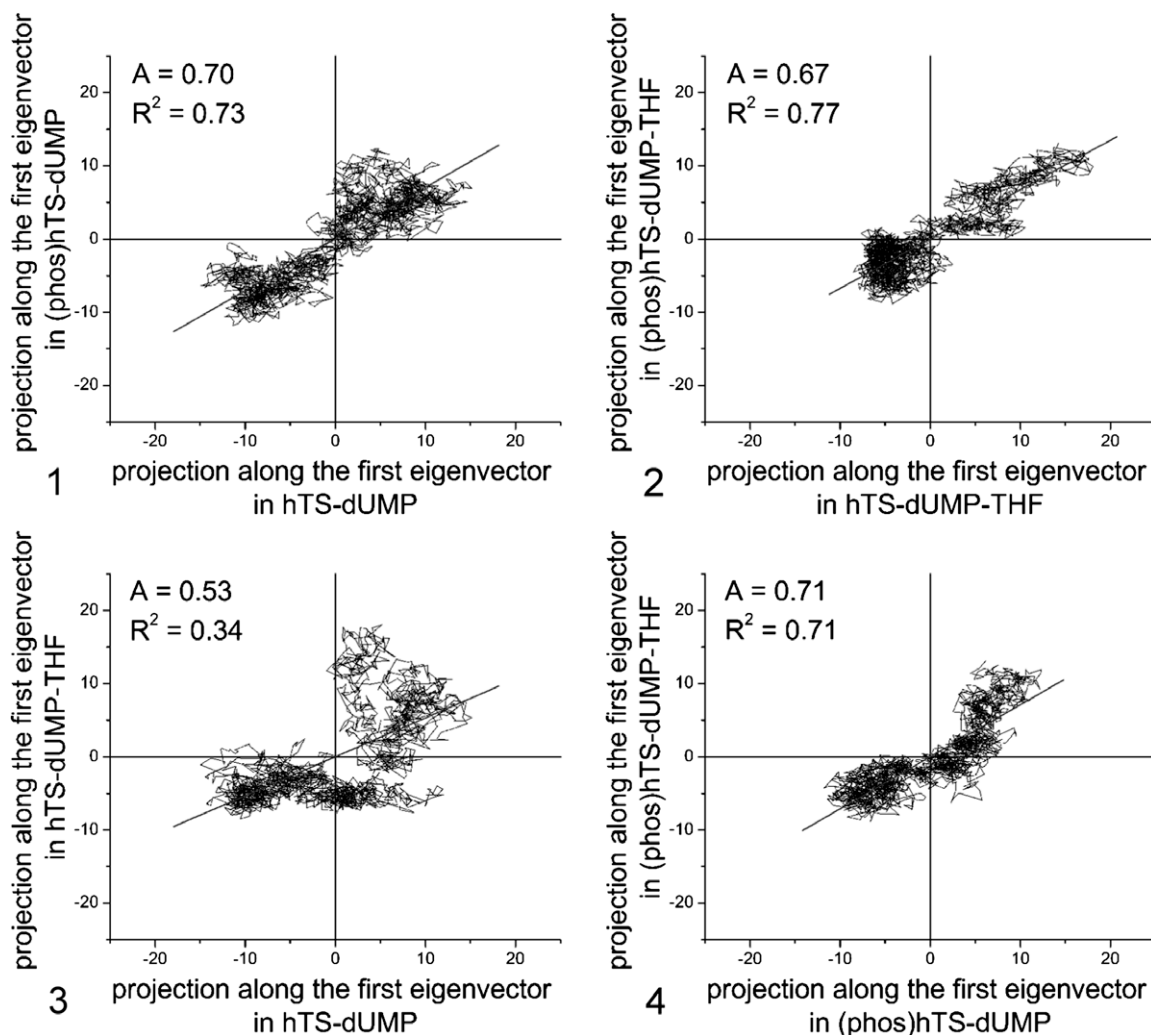 projection along the first eigenvector
in (phos)hTS-dUMP
A = 0.70
R² = 0.73
20
10
0
-10
-20
-20
-10
0
10
20
1
projection along the first eigenvector
in hTS-dUMP
projection along the first eigenvector
in (phos)hTS-dUMP-THF
A = 0.67
R² = 0.77
20
10
0
-10
-20
-20
-10
0
10
20
2
projection along the first eigenvector
in hTS-dUMP-THF
projection along the first eigenvector
in hTS-dUMP-THF
A = 0.53
R² = 0.34
20
10
0
-10
-20
-20
-10
0
10
20
3
projection along the first eigenvector
in hTS-dUMP
projection along the first eigenvector
in (phos)hTS-dUMP-THF
A = 0.71
R² = 0.71
20
10
0
-10
-20
-20
-10
0
10
20
4
projection along the first eigenvector
in (phos)hTS-dUMP